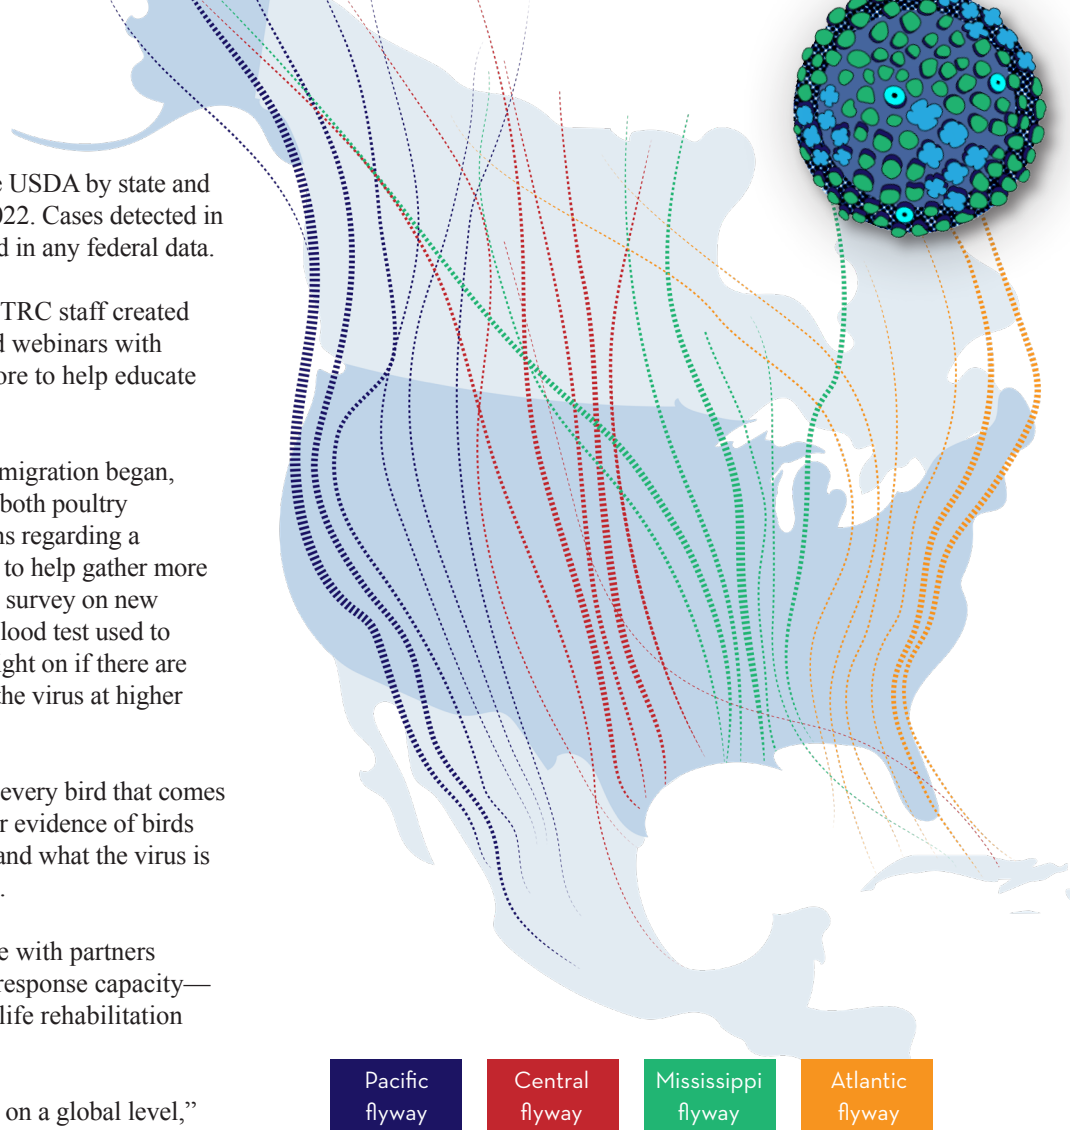 USDA by state and
22. Cases detected in
in any federal data.
TRC staff created
webinars with
ore to help educate
migration began,
both poultry
regarding a
to help gather more
survey on new
lood test used to
ight on if there are
the virus at higher
every bird that comes
r evidence of birds
and what the virus is
.
e with partners
response capacity—
life rehabilitation
on a global level,”
Pacific
flyway
Central
flyway
Mississippi
flyway
Atlantic
flyway